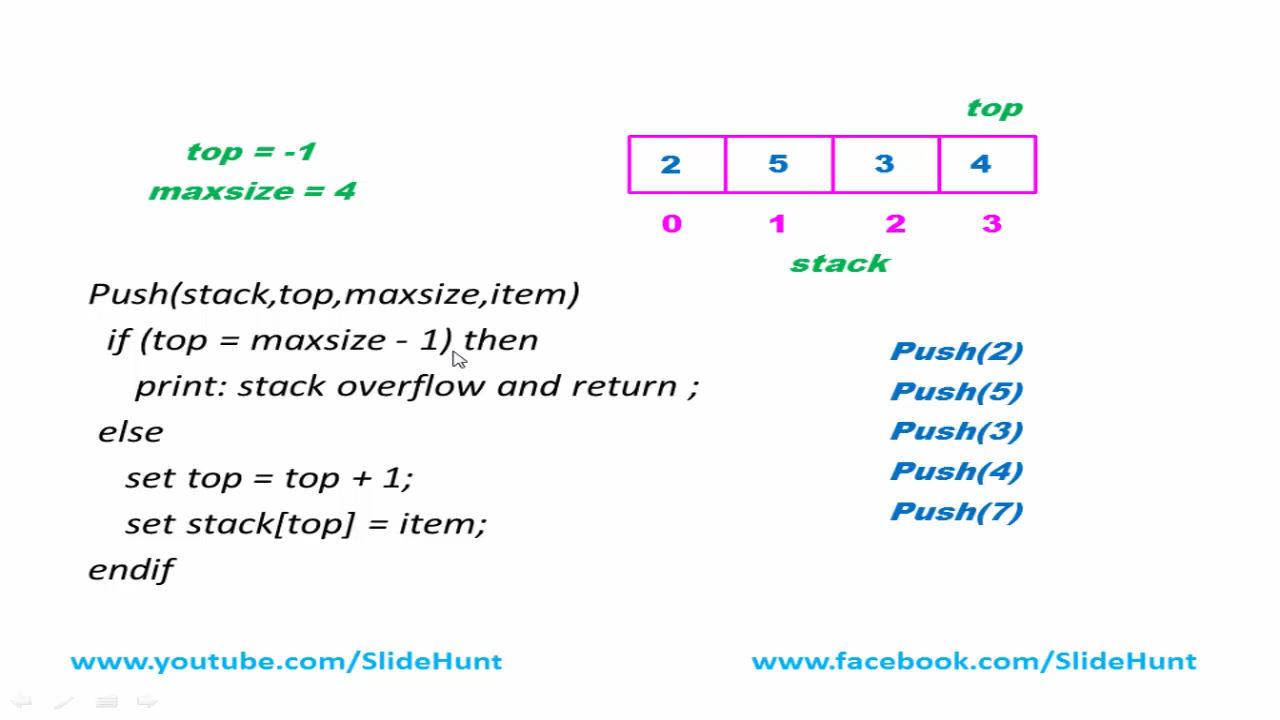 top = -1
maxsize = 4
top
2 5 3 4
0 1 2 3
stack
Push(stack,top,maxsize,item)
if (top = maxsize - 1) then
print: stack overflow and return ;
else
set top = top + 1;
set stack[top] = item;
endif
Push(2)
Push(5)
Push(3)
Push(4)
Push(7)
www.youtube.com/SlideHunt
www.facebook.com/SlideHunt